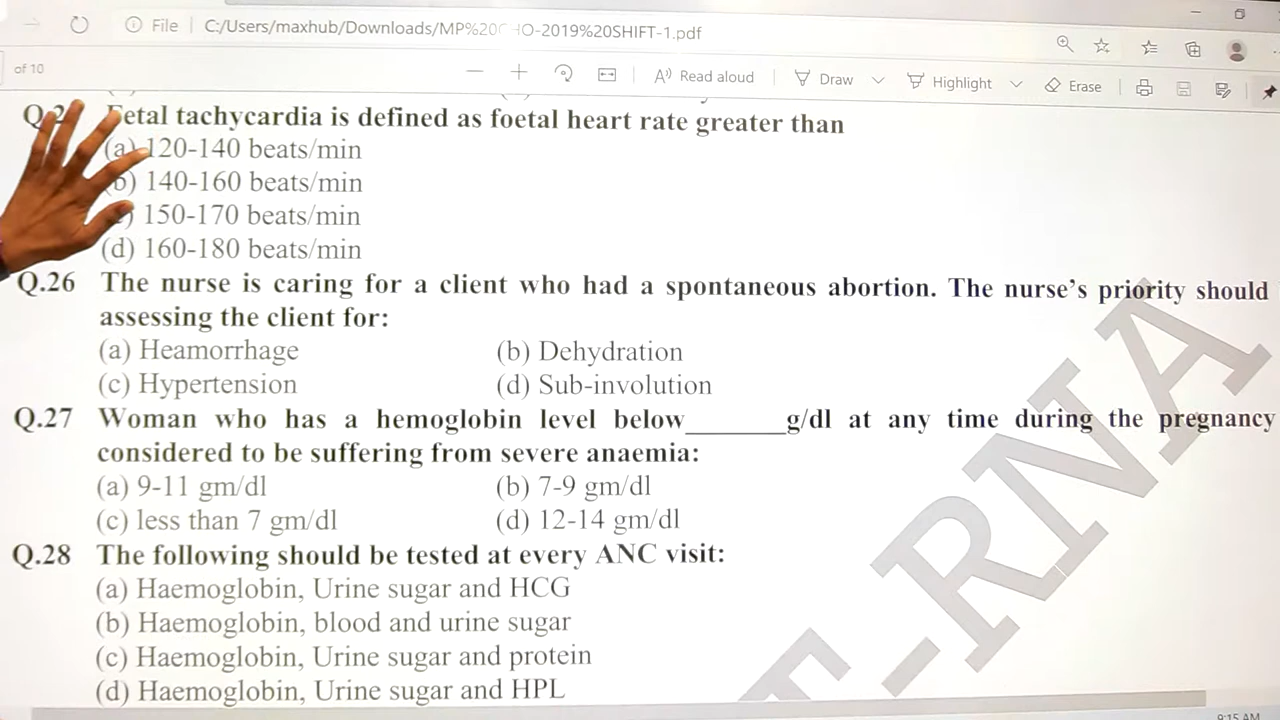 File | C:/Users/maxhub/Downloads/MP%20 HO-2019%20SHIFT-1.pdf
of 10
A Read aloud
Draw
Highlight
Erase
Fetal tachycardia is defined as foetal heart rate greater than
(a) 120-140 beats/min
(b) 140-160 beats/min
150-170 beats/min
(d) 160-180 beats/min
Q.26 The nurse is caring for a client who had a spontaneous abortion. The nurse's priority should
assessing the client for:
(a) Heamorrhage (b) Dehydration
(c) Hypertension (d) Sub-involution
Q.27 Woman who has a hemoglobin level below_______g/dl at any time during the pregnancy
considered to be suffering from severe anaemia:
(a) 9-11 gm/dl (b) 7-9 gm/dl
(c) less than 7 gm/dl (d) 12-14 gm/dl
Q.28 The following should be tested at every ANC visit:
(a) Haemoglobin, Urine sugar and HCG
(b) Haemoglobin, blood and urine sugar
(c) Haemoglobin, Urine sugar and protein
(d) Haemoglobin, Urine sugar and HPL
T-RNA
9:15 AM